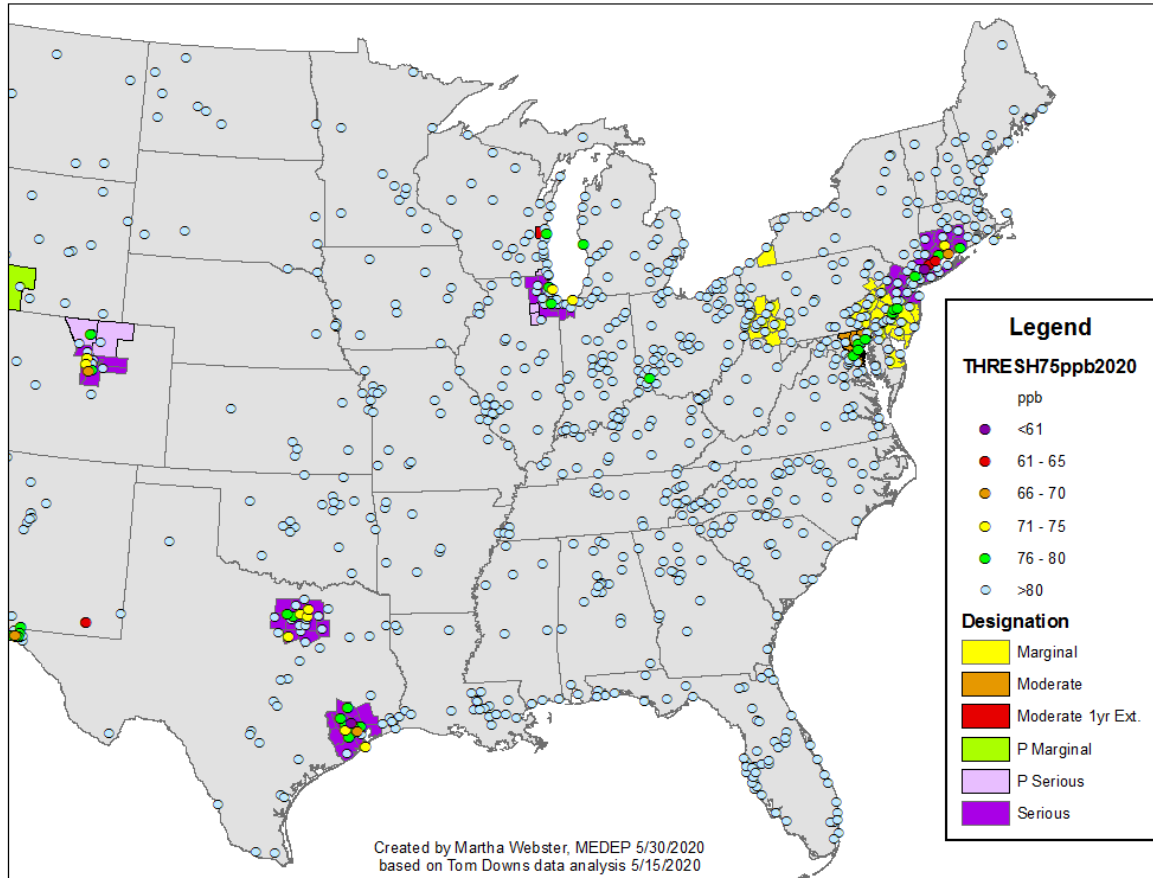 Legend
THRESH75ppb2020
ppb
<61
61 - 65
66 - 70
71 - 75
76 - 80
>80
Designation
Marginal
Moderate
Moderate 1yr Ext.
P Marginal
P Serious
Serious
Created by Martha Webster, MEDEP 5/30/2020
based on Tom Downs data analysis 5/15/2020